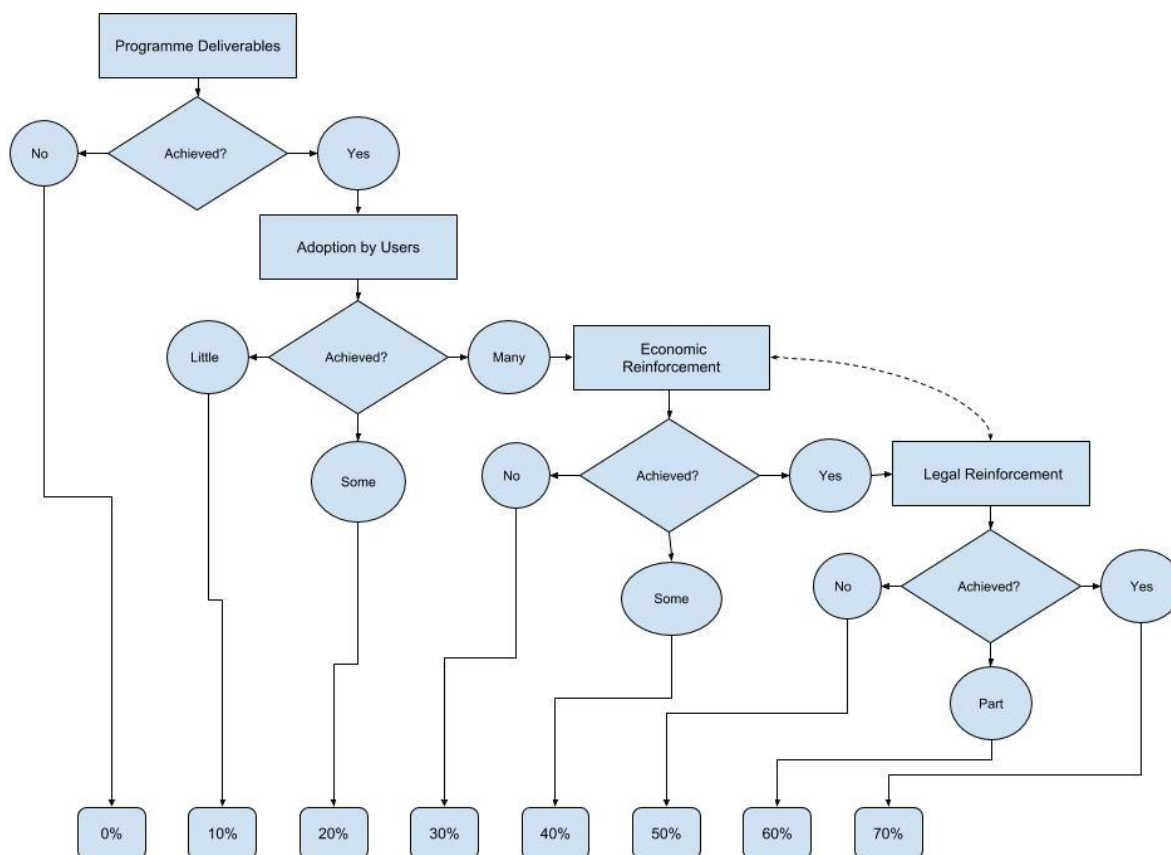 Programme Deliverables
No
Achieved?
Yes
Adoption by Users
Little
Achieved?
Many
Economic
Reinforcement
Some
No
Achieved?
Yes
Legal Reinforcement
Some
No
Achieved?
Yes
Part
0%
10%
20%
30%
40%
50%
60%
70%